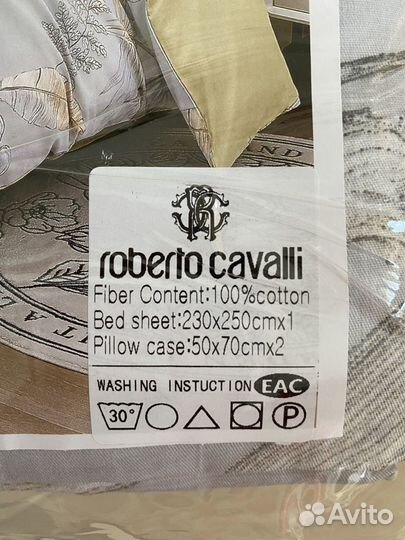 roberto cavalli
Fiber Content:100%cotton
Bed sheet:230x250cmx1
Pillow case:50x70cmx2
WASHING INSTUCTION EAC
30° P
Avito